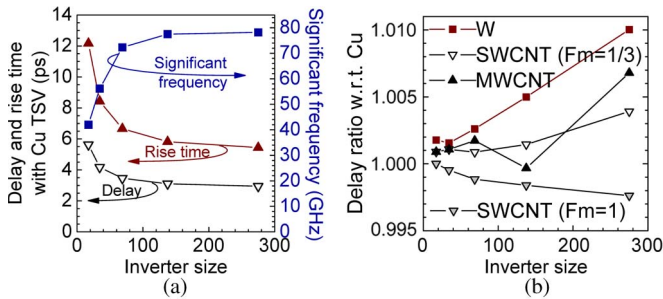 (a)
Delay and rise time
with Cu TSV (ps)
14
12
10
8
6
4
2
0
Significant
frequency
Rise time
Delay
80
70
60
50
40
30
20
10
0
Significant frequency (GHz)
0
100
200
300
Inverter size
(a)
(b)
Delay ratio w.r.t. Cu
1.010
1.005
1.000
0.995
W
SWCNT (Fm=1/3)
MWCNT
SWCNT (Fm=1)
0
100
200
300
Inverter size
(b)